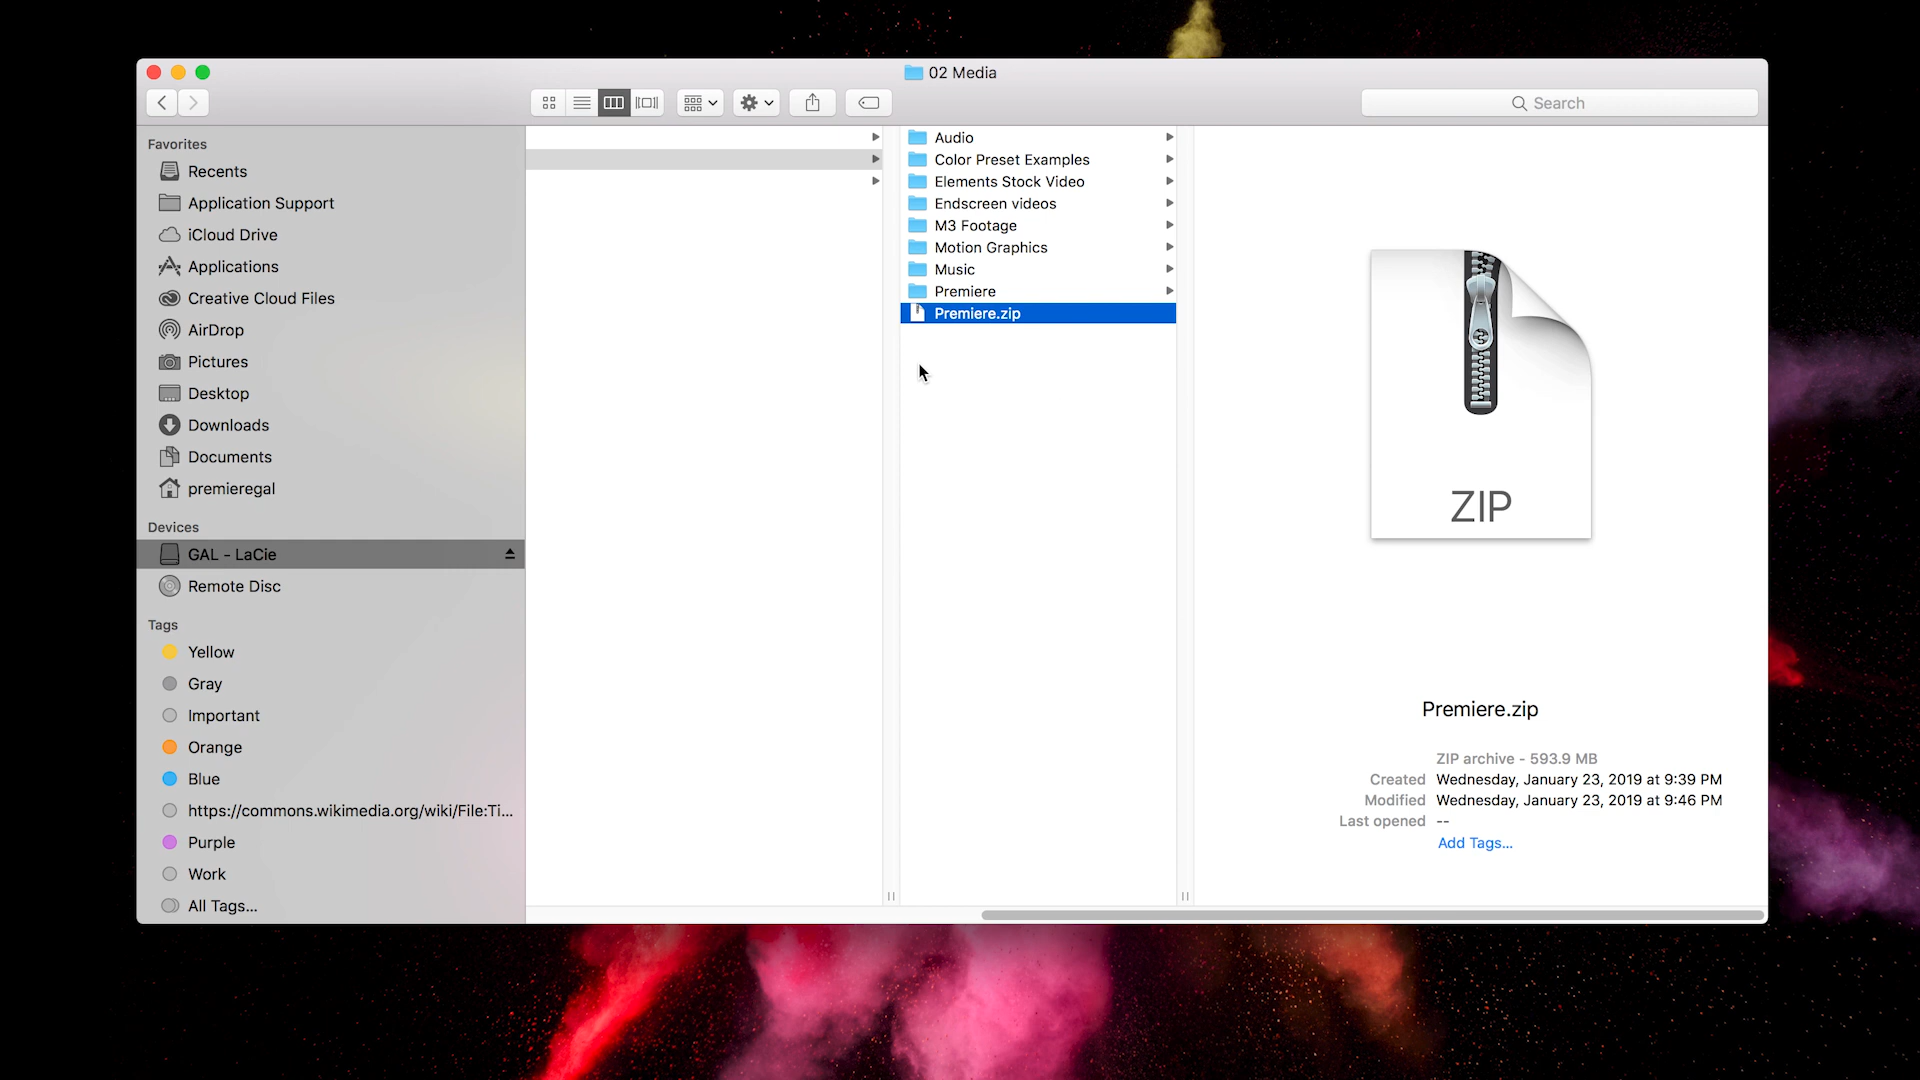 02 Media
Search
Favorites
Recents
Application Support
iCloud Drive
Applications
Creative Cloud Files
AirDrop
Pictures
Desktop
Downloads
Documents
premieregal
Devices
GAL - LaCie
Remote Disc
Tags
Yellow
Gray
Important
Orange
Blue
https://commons.wikimedia.org/wiki/File:Ti...
Purple
Work
All Tags...
Audio
Color Preset Examples
Elements Stock Video
Endscreen videos
M3 Footage
Motion Graphics
Music
Premiere
Premiere.zip
ZIP
Premiere.zip
ZIP archive - 593.9 MB
Created Wednesday, January 23, 2019 at 9:39 PM
Modified Wednesday, January 23, 2019 at 9:46 PM
Last opened --
Add Tags...